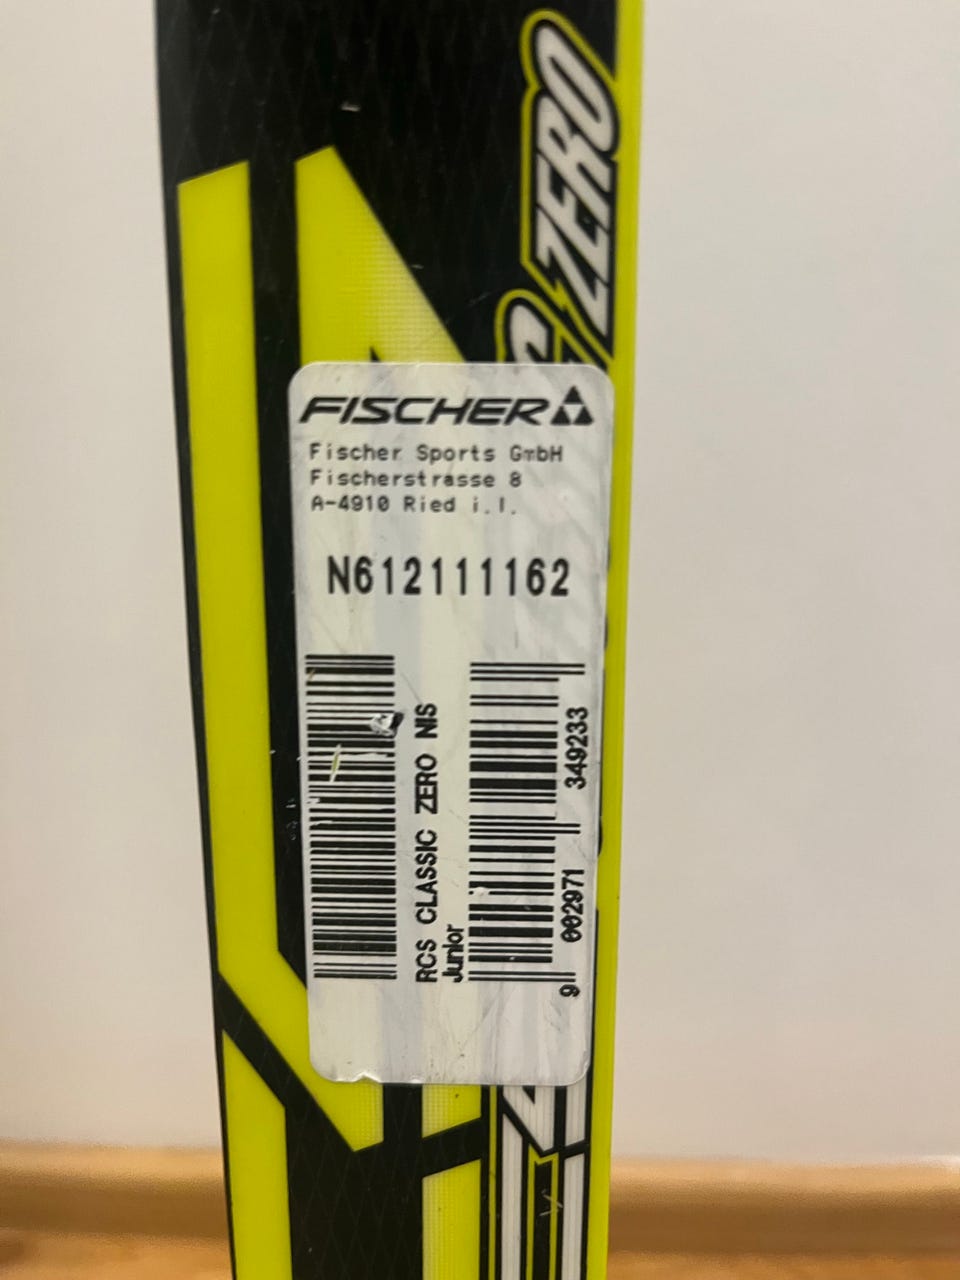 ZERO
FISCHER
Fischer Sports GmbH
Fischerstrasse 8
A-4910 Ried i.I.
N612111162
RCS CLASSIC ZERO NIS
Junior
9 002971 349233